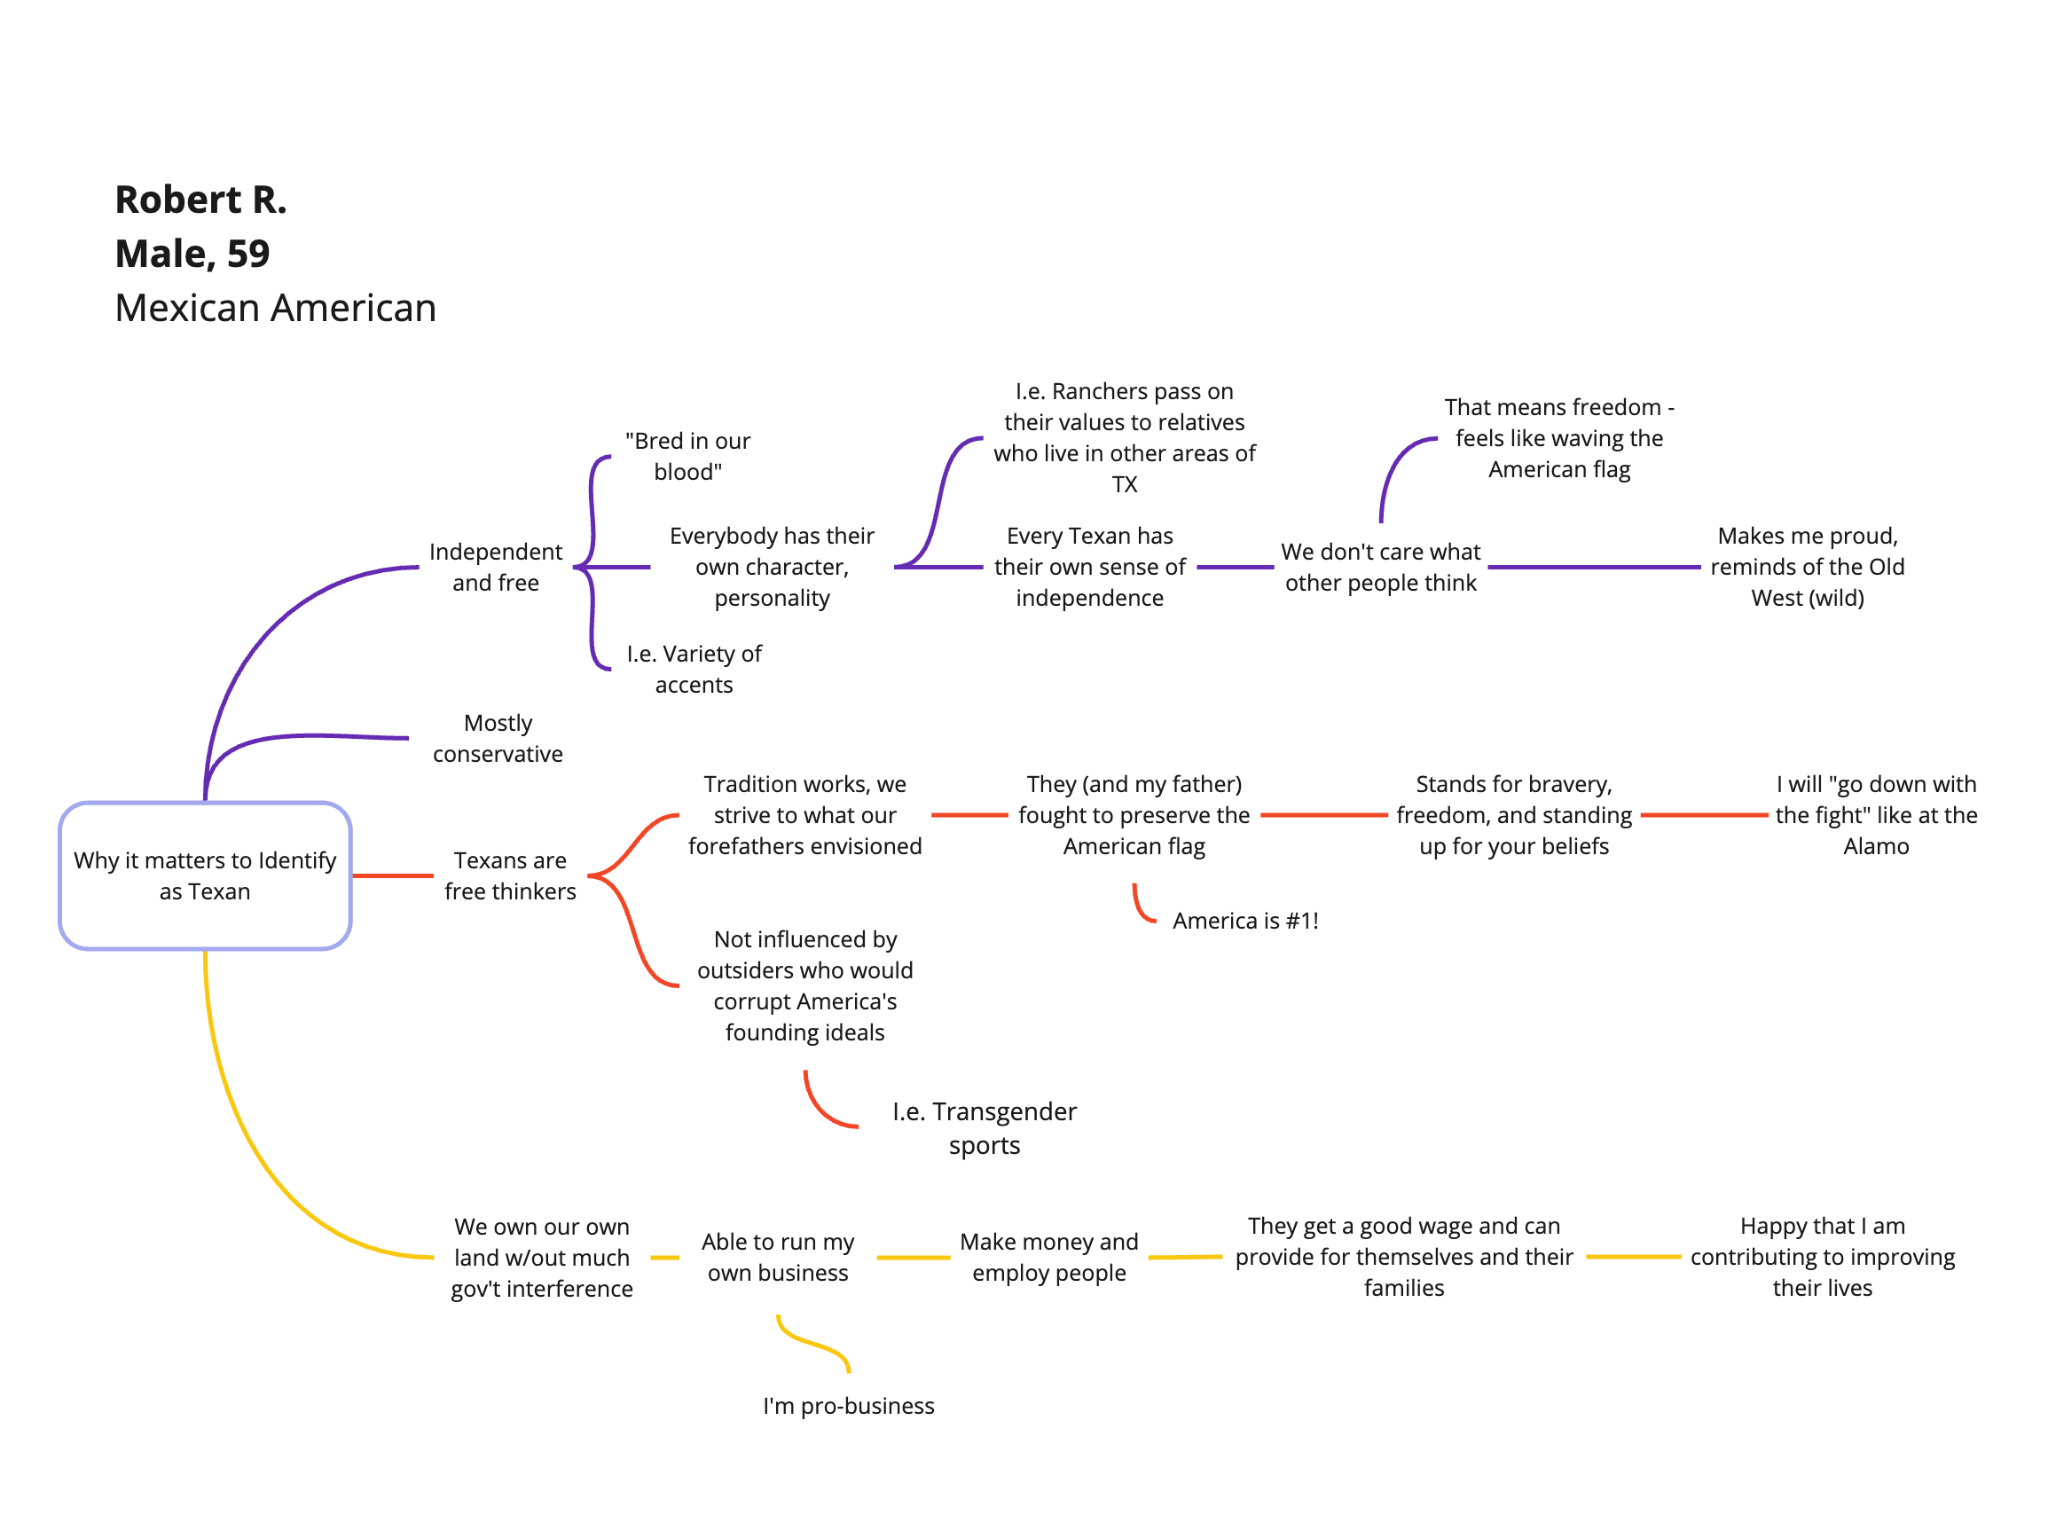 Robert R.
Male, 59
Mexican American
I.e. Ranchers pass on
their values to relatives
who live in other areas of
TX
That means freedom -
feels like waving the
American flag
"Bred in our
blood"
Independent
and free
Everybody has their
own character,
personality
Every Texan has
their own sense of
independence
We don't care what
other people think
Makes me proud,
reminds of the Old
West (wild)
I.e. Variety of
accents
Mostly
conservative
Why it matters to Identify
as Texan
Texans are
free thinkers
Tradition works, we
strive to what our
forefathers envisioned
They (and my father)
fought to preserve the
American flag
Stands for bravery,
freedom, and standing
up for your beliefs
I will "go down with
the fight" like at the
Alamo
America is #1!
Not influenced by
outsiders who would
corrupt America's
founding ideals
I.e. Transgender
sports
We own our own
land w/out much
gov't interference
Able to run my
own business
Make money and
employ people
They get a good wage and can
provide for themselves and their
families
Happy that I am
contributing to improving
their lives
I'm pro-business